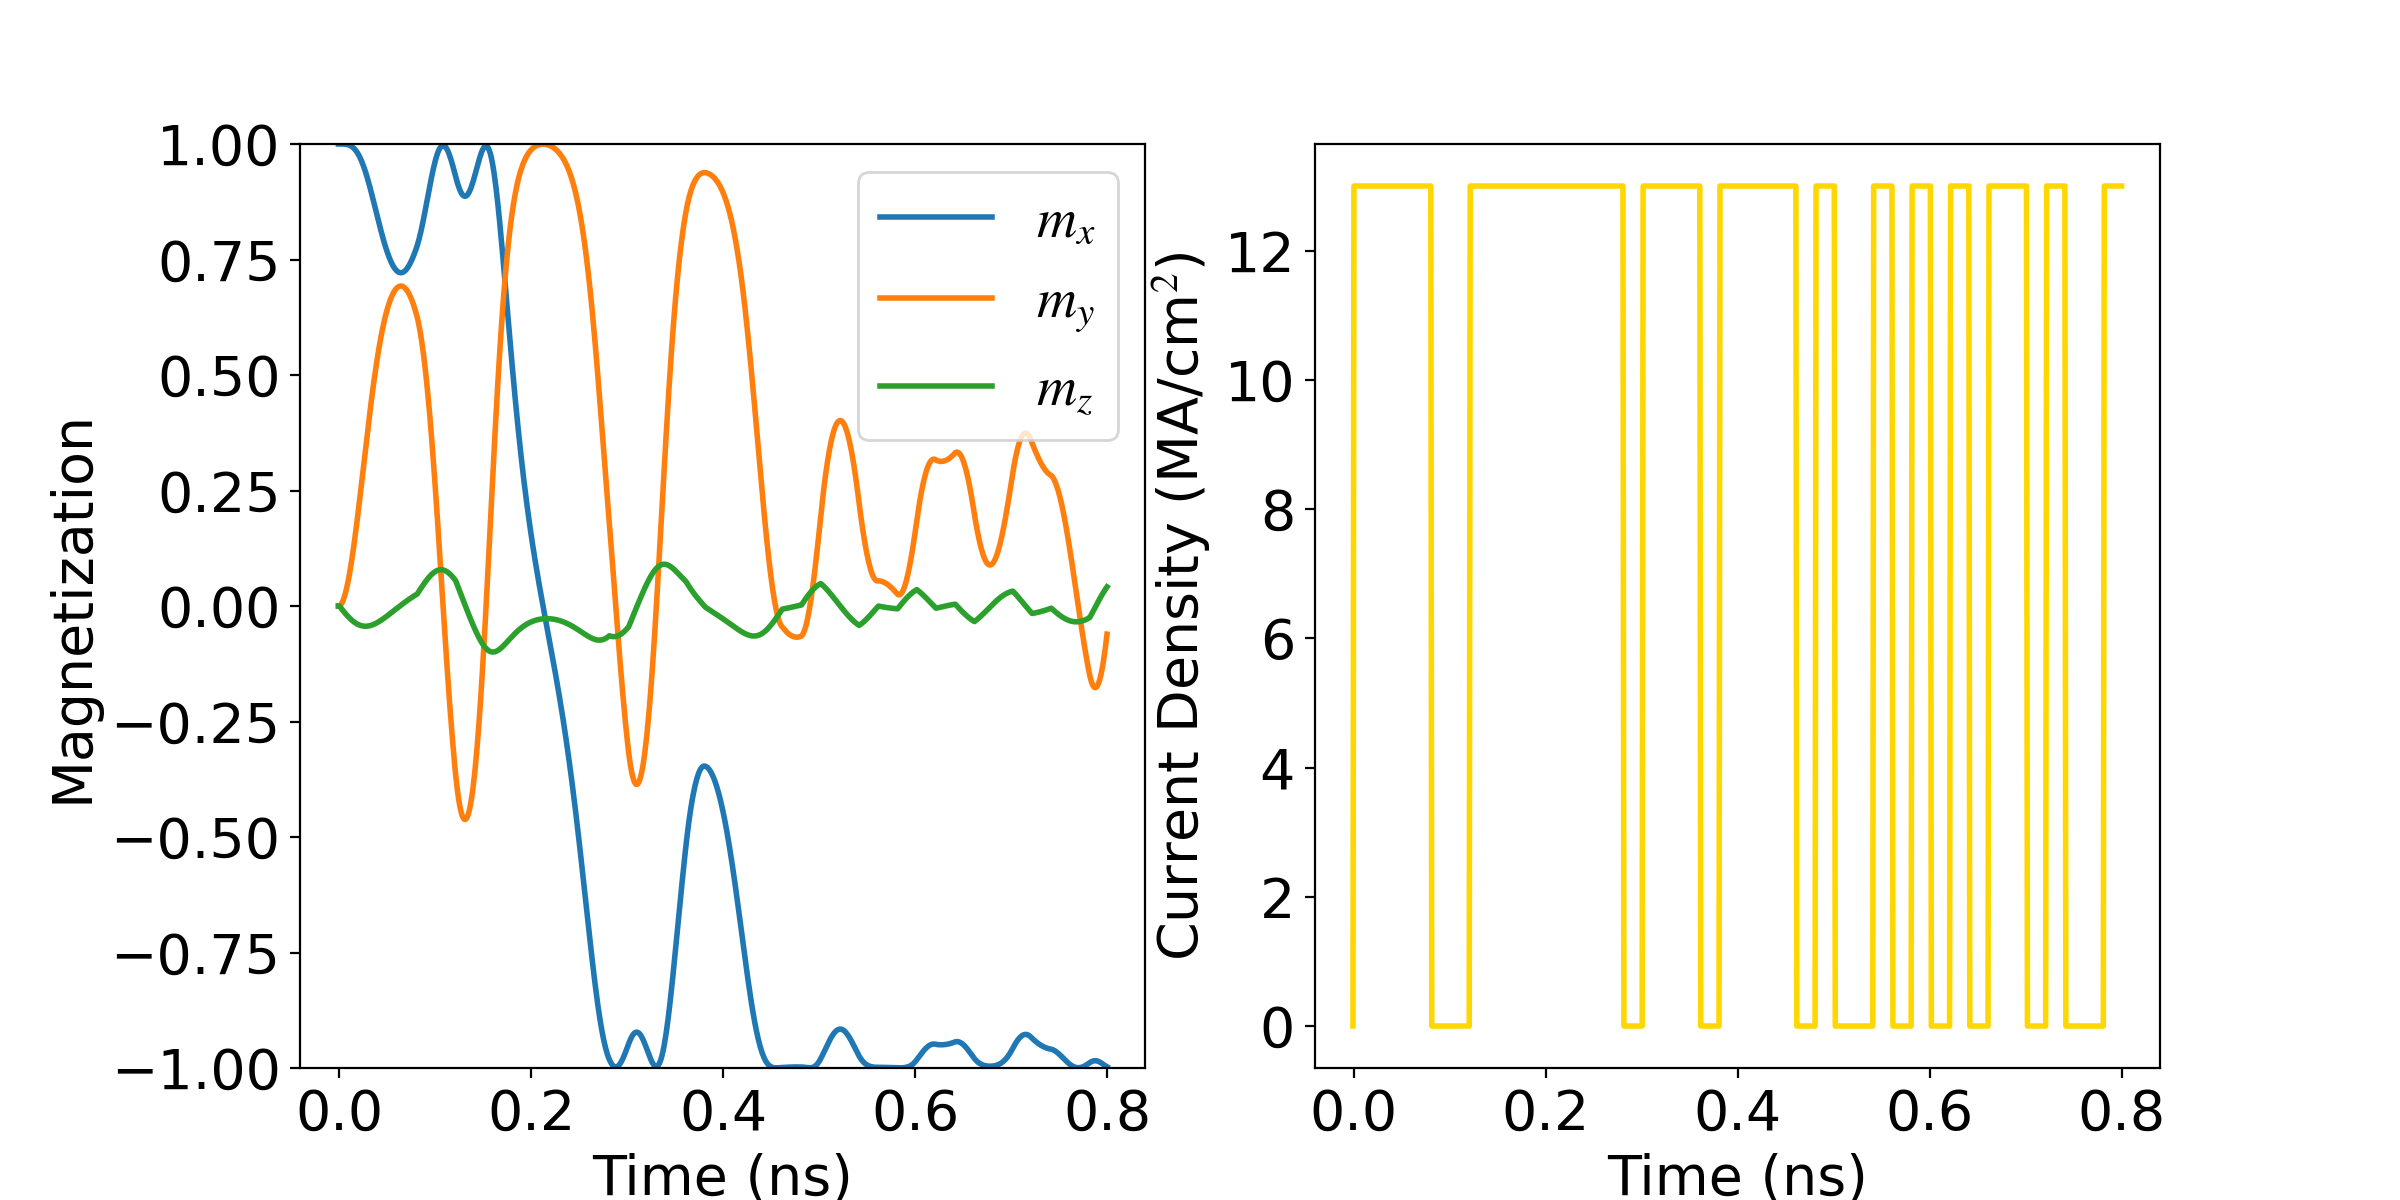 Magnetization
1.00
0.75
0.50
0.25
0.00
−0.25
−0.50
−0.75
−1.00
0.0 0.2 0.4 0.6 0.8
Time (ns)
m_x
m_y
m_z
Current Density (MA/cm²)
12
10
8
6
4
2
0
0.0 0.2 0.4 0.6 0.8
Time (ns)